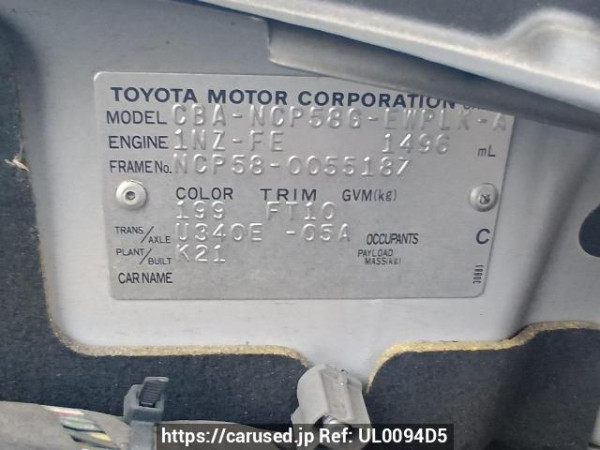 TOYOTA MOTOR CORPORATION
MODEL CBA-NCP58G-EWPLK-A
ENGINE 1NZ-FE 1496 mL
FRAME No. NCP58-0055187
COLOR TRIM GVM(kg)
199 FT10
TRANS/AXLE U340E -05A OCCUPANTS C
PLANT/BUILT K21 PAYLOAD MASS(kg)
CAR NAME
https://carused.jp Ref: UL0094D5